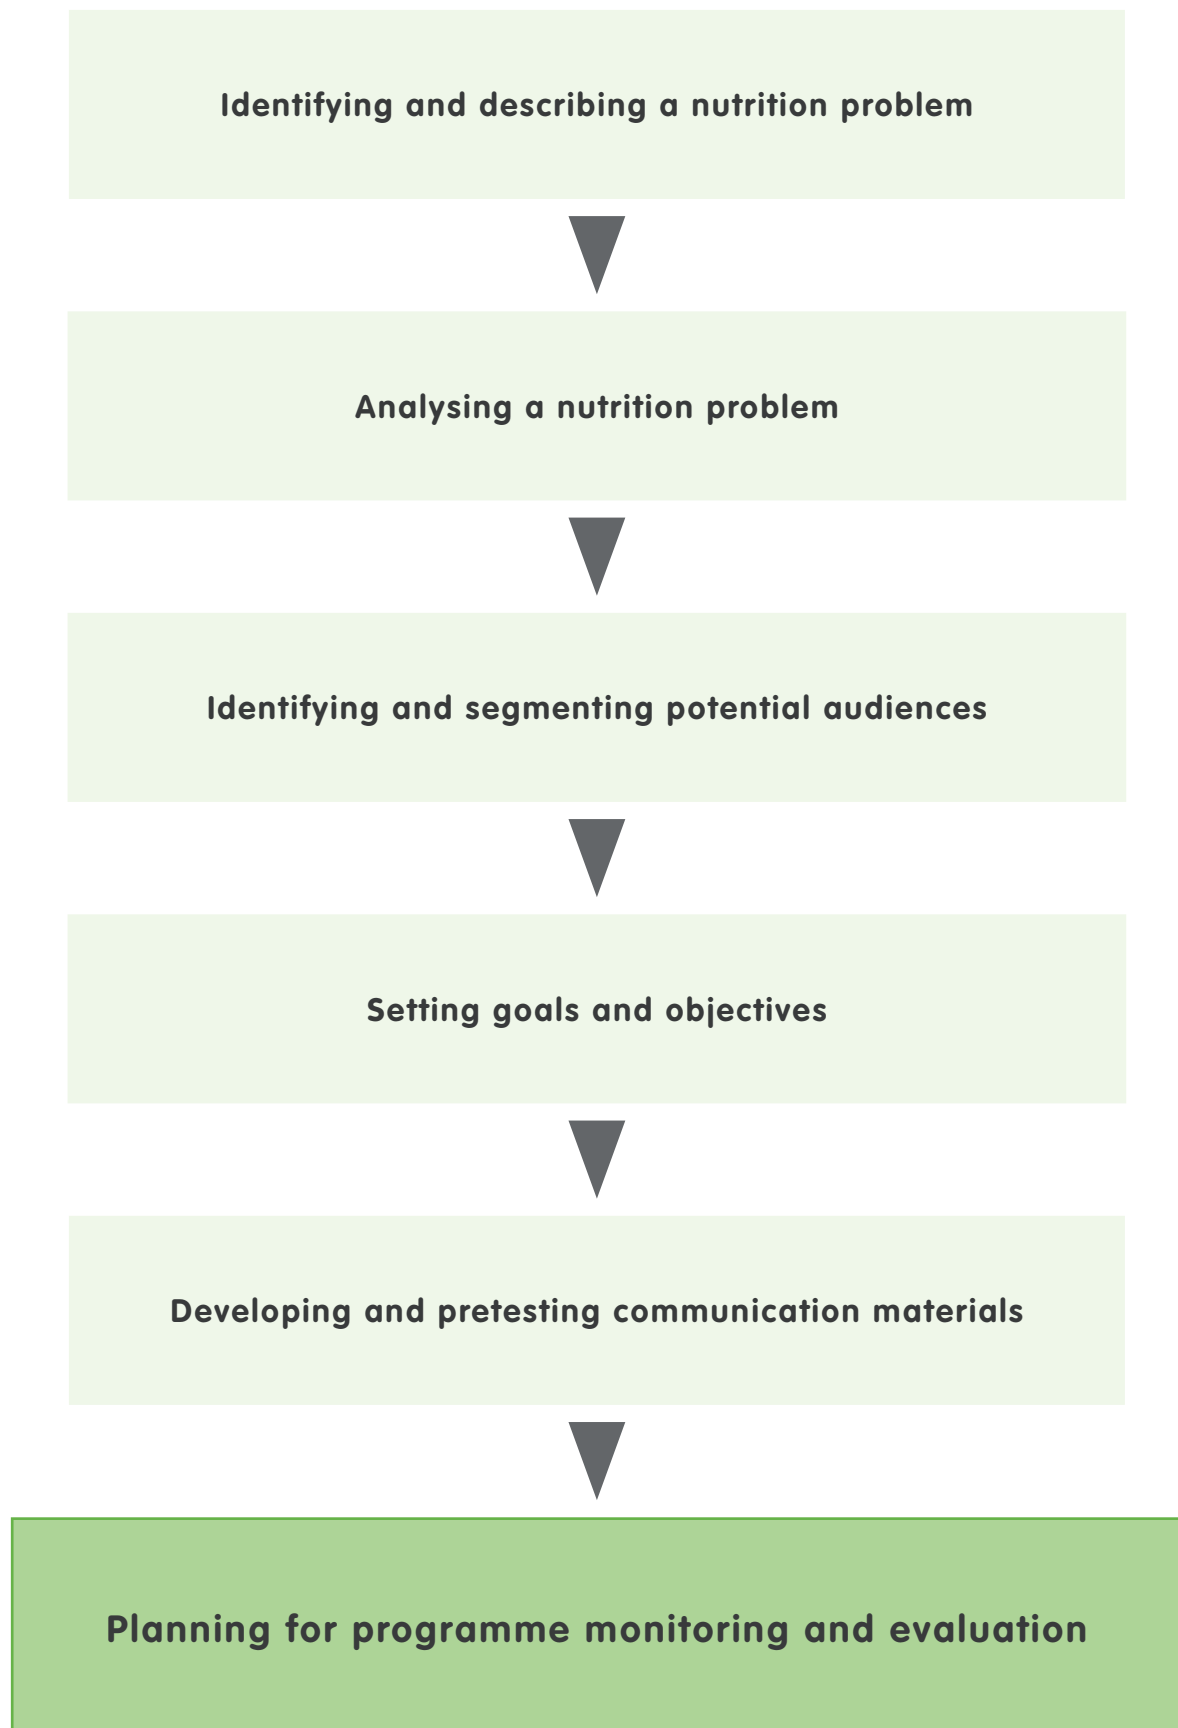 Identifying and describing a nutrition problem
Analysing a nutrition problem
Identifying and segmenting potential audiences
Setting goals and objectives
Developing and pretesting communication materials
Planning for programme monitoring and evaluation